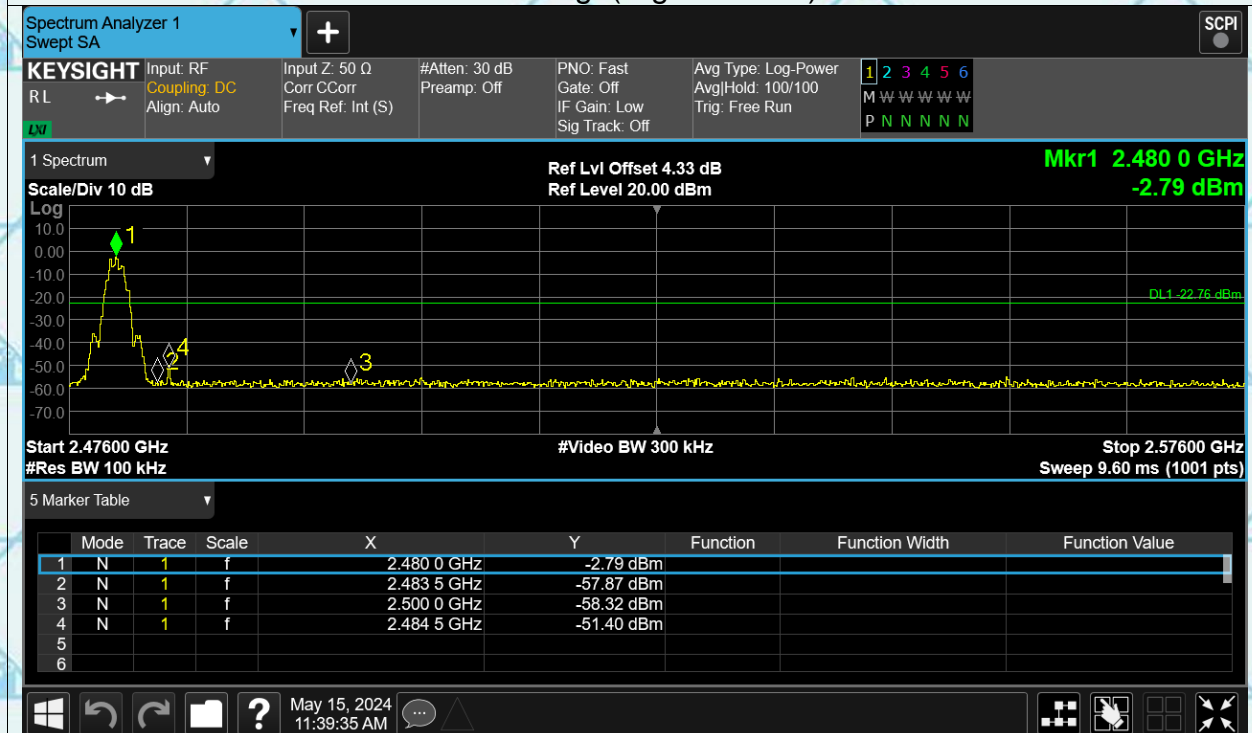 Spectrum Analyzer 1
Swept SA
SCPI
KEYSIGHT
R L
LXI
Input: RF
Coupling: DC
Align: Auto
Input Z: 50 Ω
Corr CCorr
Freq Ref: Int (S)
#Atten: 30 dB
Preamp: Off
PNO: Fast
Gate: Off
IF Gain: Low
Sig Track: Off
Avg Type: Log-Power
Avg|Hold: 100/100
Trig: Free Run
1 2 3 4 5 6
M W W W W W
P N N N N N N
1 Spectrum
Scale/Div 10 dB
Ref Lvl Offset 4.33 dB
Ref Level 20.00 dBm
Mkr1 2.480 0 GHz
-2.79 dBm
Log
10.0
0.00
-10.0
-20.0
-30.0
-40.0
-50.0
-60.0
-70.0
1
2
4
3
DL1 -22.76 dBm
Start 2.47600 GHz
#Video BW 300 kHz
Stop 2.57600 GHz
#Res BW 100 kHz
Sweep 9.60 ms (1001 pts)
5 Marker Table
Mode Trace Scale X Y Function Function Width Function Value
1 N 1 f 2.480 0 GHz -2.79 dBm
2 N 1 f 2.483 5 GHz -57.87 dBm
3 N 1 f 2.500 0 GHz -58.32 dBm
4 N 1 f 2.484 5 GHz -51.40 dBm
5
6
?
May 15, 2024
11:39:35 AM